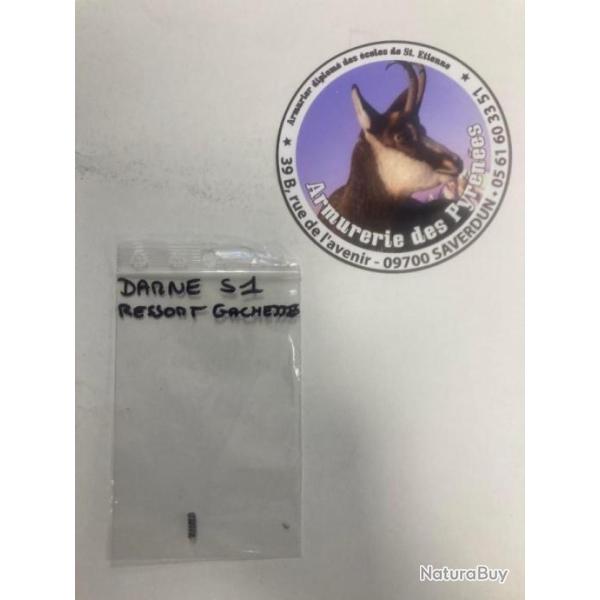 ★ Armurier diplomé des écoles de St. Etienne ★
Armurerie des Pyrénées
39 B, rue de l'avenir - 09700 SAVERDUN • 05 61 60 33 51
DARNE S1
RESSORT GACHETTE
NaturaBuy